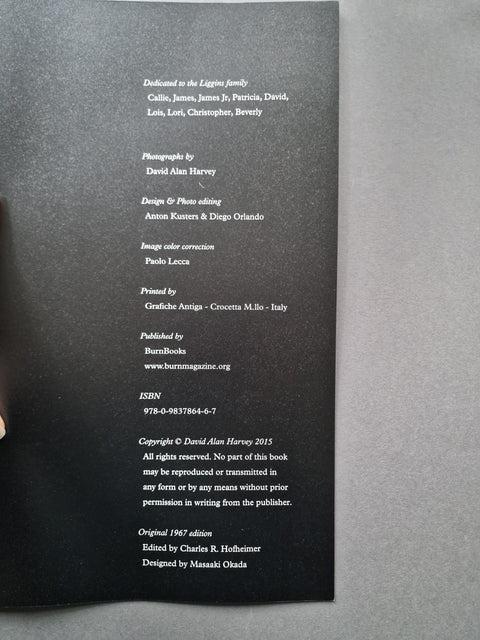 Dedicated to the Liggins family
Callie, James, James Jr, Patricia, David,
Lois, Lori, Christopher, Beverly
Photographs by
David Alan Harvey
Design & Photo editing
Anton Kusters & Diego Orlando
Image color correction
Paolo Lecca
Printed by
Grafiche Antiga - Crocetta M.llo - Italy
Published by
BurnBooks
www.burnmagazine.org
ISBN
978-0-9837864-6-7
Copyright © David Alan Harvey 2015
All rights reserved. No part of this book
may be reproduced or transmitted in
any form or by any means without prior
permission in writing from the publisher.
Original 1967 edition
Edited by Charles R. Hofheimer
Designed by Masaaki Okada